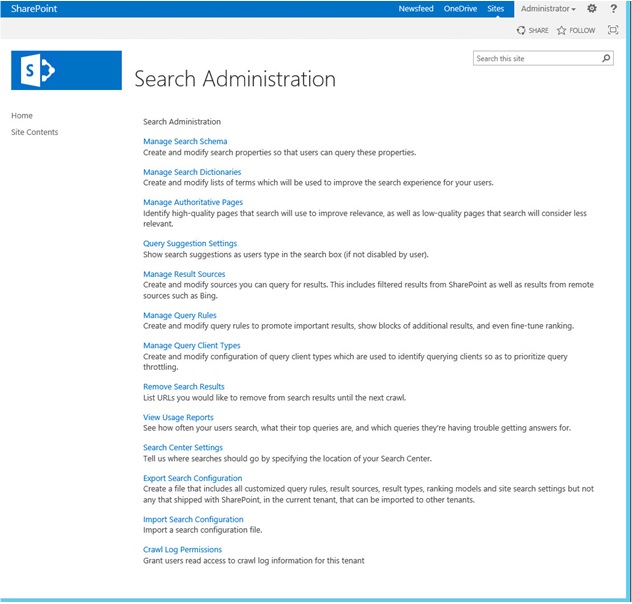 SharePoint
Newsfeed OneDrive Sites Administrator ?
SHARE FOLLOW
S
Search Administration
Search this site
Home
Site Contents
Search Administration
Manage Search Schema
Create and modify search properties so that users can query these properties.
Manage Search Dictionaries
Create and modify lists of terms which will be used to improve the search experience for your users.
Manage Authoritative Pages
Identify high-quality pages that search will use to improve relevance, as well as low-quality pages that search will consider less
relevant.
Query Suggestion Settings
Show search suggestions as users type in the search box (if not disabled by user).
Manage Result Sources
Create and modify sources you can query for results. This includes filtered results from SharePoint as well as results from remote
sources such as Bing.
Manage Query Rules
Create and modify query rules to promote important results, show blocks of additional results, and even fine-tune ranking.
Manage Query Client Types
Create and modify configuration of query client types which are used to identify querying clients so as to prioritize query
throttling.
Remove Search Results
List URLs you would like to remove from search results until the next crawl.
View Usage Reports
See how often your users search, what their top queries are, and which queries they're having trouble getting answers for.
Search Center Settings
Tell us where searches should go by specifying the location of your Search Center.
Export Search Configuration
Create a file that includes all customized query rules, result sources, result types, ranking models and site search settings but not
any that shipped with SharePoint, in the current tenant, that can be imported to other tenants.
Import Search Configuration
Import a search configuration file.
Crawl Log Permissions
Grant users read access to crawl log information for this tenant